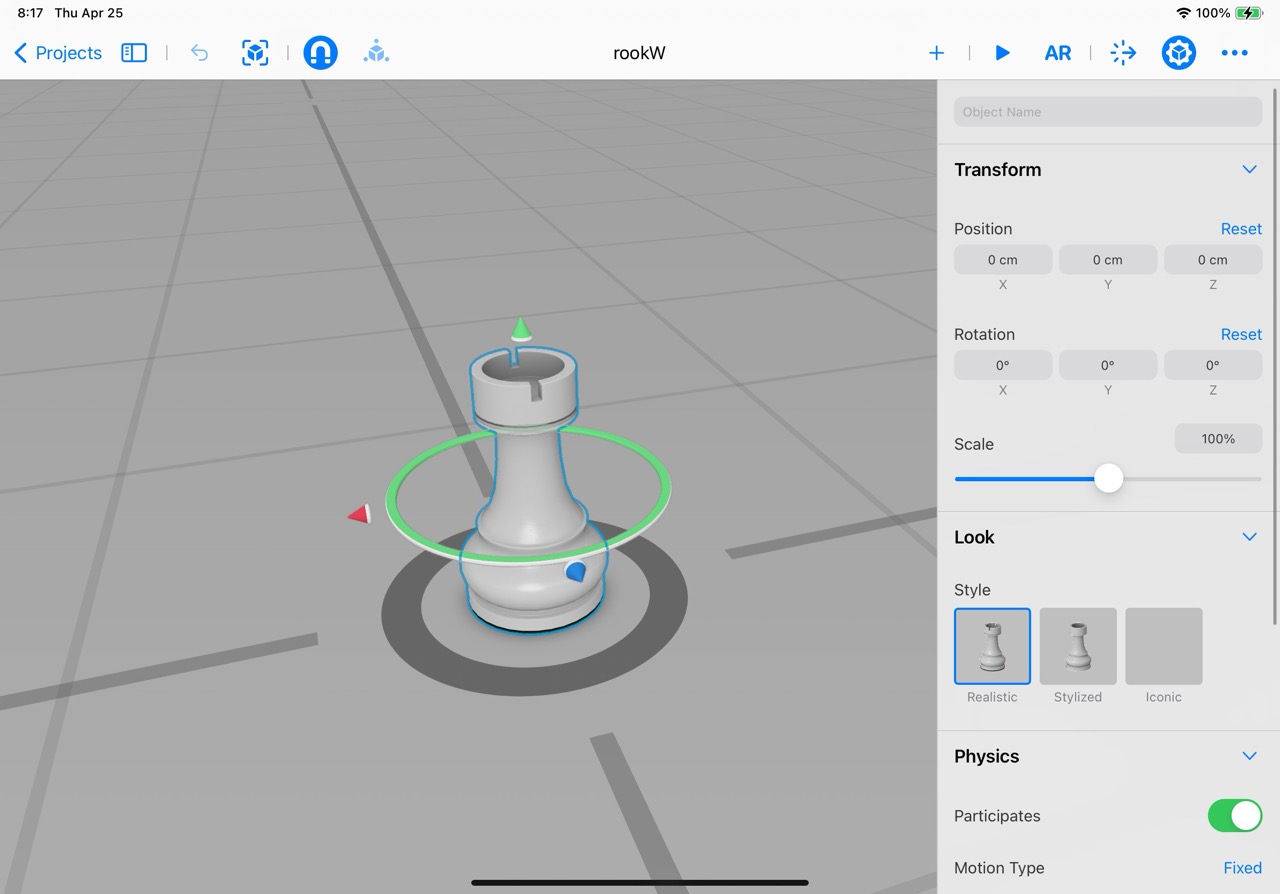 8:17 Thu Apr 25 100%
Projects rookW AR
Object Name
Transform
Position Reset
0 cm 0 cm 0 cm
X Y Z
Rotation Reset
0° 0° 0°
X Y Z
Scale 100%
Look
Style
Realistic Stylized Iconic
Physics
Participates
Motion Type Fixed